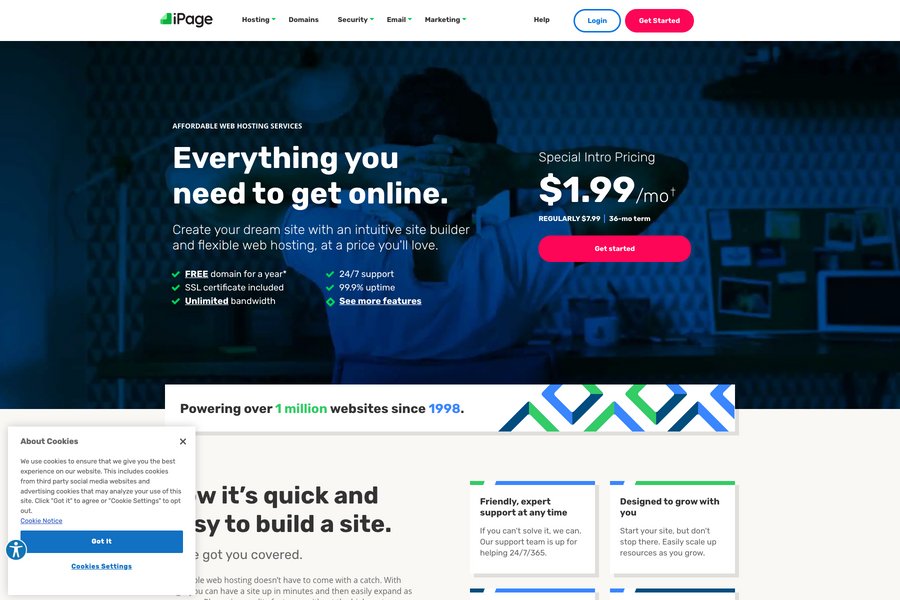 iPage
Hosting
Domains
Security
Email
Marketing
Help
Login
Get Started
AFFORDABLE WEB HOSTING SERVICES
Everything you
need to get online.
Create your dream site with an intuitive site builder
and flexible web hosting, at a price you'll love.
FREE domain for a year*
SSL certificate included
Unlimited bandwidth
24/7 support
99.9% uptime
See more features
Special Intro Pricing
$1.99/mo†
REGULARLY $7.99 | 36-mo term
Get started
Powering over 1 million websites since 1998.
About Cookies
We use cookies to ensure that we give you the best
experience on our website. This includes cookies
from third party social media websites and
advertising cookies that may analyze your use of this
site. Click "Got it" to agree or "Cookie Settings" to opt
out.
Cookie Notice
Got It
Cookies Settings
it's quick and
to build a site.
got you covered.
web hosting doesn't have to come with a catch. With
you can have a site up in minutes and then easily expand as
Friendly, expert
support at any time
If you can't solve it, we can.
Our support team is up for
helping 24/7/365.
Designed to grow with
you
Start your site, but don't
stop there. Easily scale up
resources as you grow.